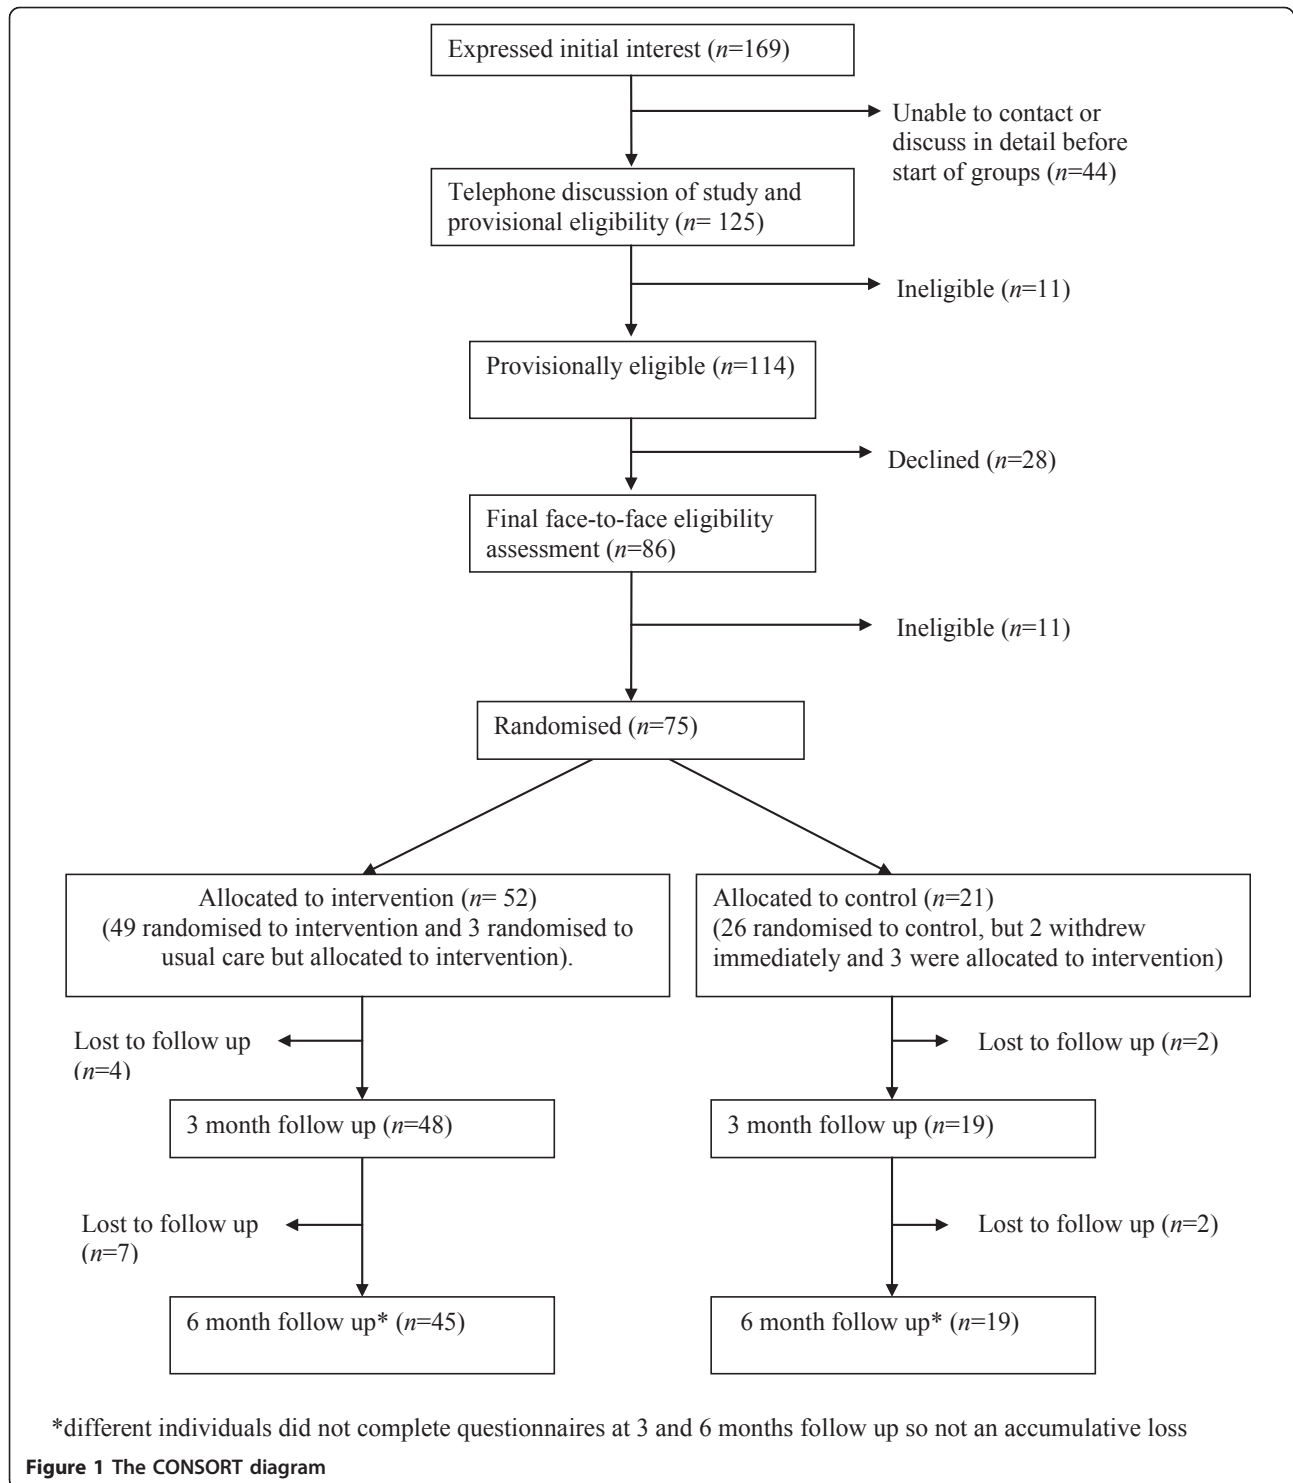 Expressed initial interest (n=169)
Unable to contact or
discuss in detail before
start of groups (n=44)
Telephone discussion of study and
provisional eligibility (n= 125)
Ineligible (n=11)
Provisionally eligible (n=114)
Declined (n=28)
Final face-to-face eligibility
assessment (n=86)
Ineligible (n=11)
Randomised (n=75)
Allocated to intervention (n= 52)
(49 randomised to intervention and 3 randomised to
usual care but allocated to intervention).
Allocated to control (n=21)
(26 randomised to control, but 2 withdrew
immediately and 3 were allocated to intervention)
Lost to follow up
(n=4)
Lost to follow up (n=2)
3 month follow up (n=48)
3 month follow up (n=19)
Lost to follow up
(n=7)
Lost to follow up (n=2)
6 month follow up* (n=45)
6 month follow up* (n=19)
*different individuals did not complete questionnaires at 3 and 6 months follow up so not an accumulative loss
Figure 1 The CONSORT diagram